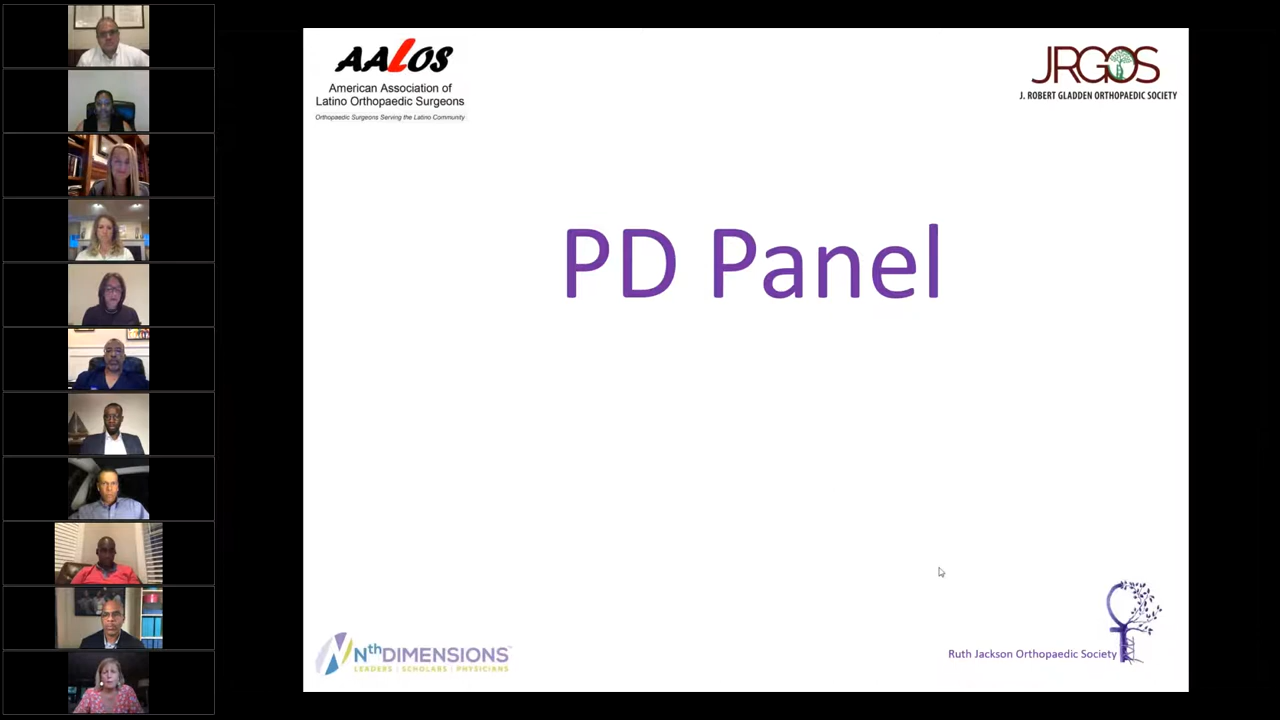 AALOS
American Association of
Latino Orthopaedic Surgeons
Orthopaedic Surgeons Serving the Latino Community
JRGOS
J. ROBERT GLADDEN ORTHOPAEDIC SOCIETY
PD Panel
NthDIMENSIONS
LEADERS | SCHOLARS | PHYSICIANS
Ruth Jackson Orthopaedic Society